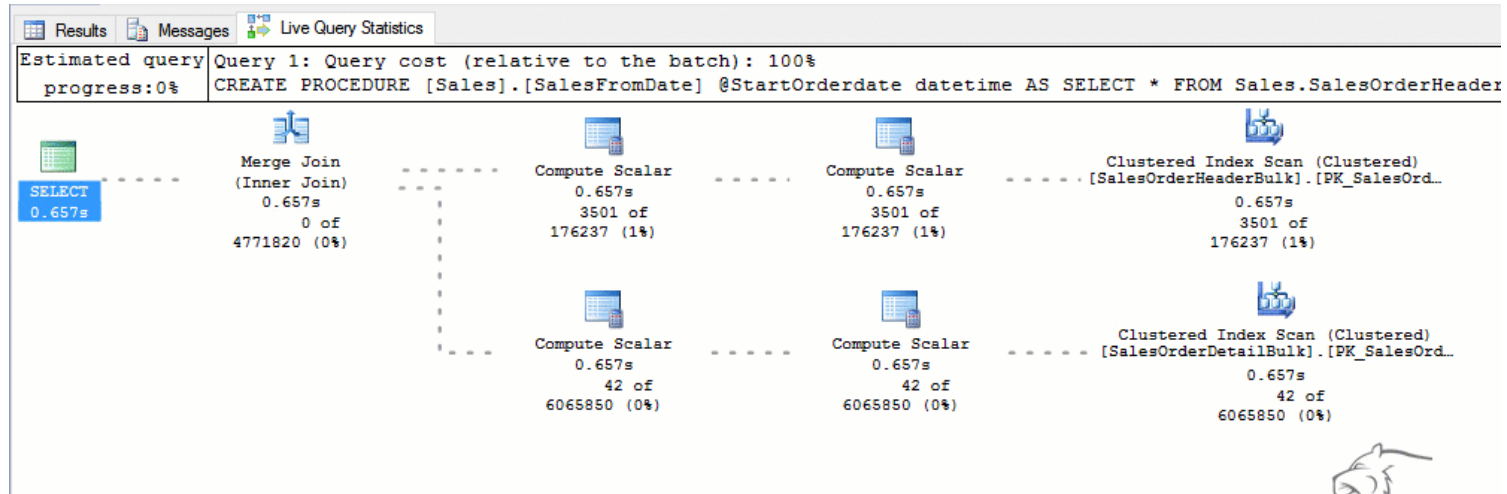 Results Messages Live Query Statistics
Estimated query progress:0%
Query 1: Query cost (relative to the batch): 100%
CREATE PROCEDURE [Sales].[SalesFromDate] @StartOrderdate datetime AS SELECT * FROM Sales.SalesOrderHeader
SELECT
0.657s
Merge Join
(Inner Join)
0.657s
0 of
4771820 (0%)
Compute Scalar
0.657s
3501 of
176237 (1%)
Compute Scalar
0.657s
3501 of
176237 (1%)
Clustered Index Scan (Clustered)
[SalesOrderHeaderBulk].[PK_SalesOrd…
0.657s
3501 of
176237 (1%)
Compute Scalar
0.657s
42 of
6065850 (0%)
Compute Scalar
0.657s
42 of
6065850 (0%)
Clustered Index Scan (Clustered)
[SalesOrderDetailBulk].[PK_SalesOrd…
0.657s
42 of
6065850 (0%)